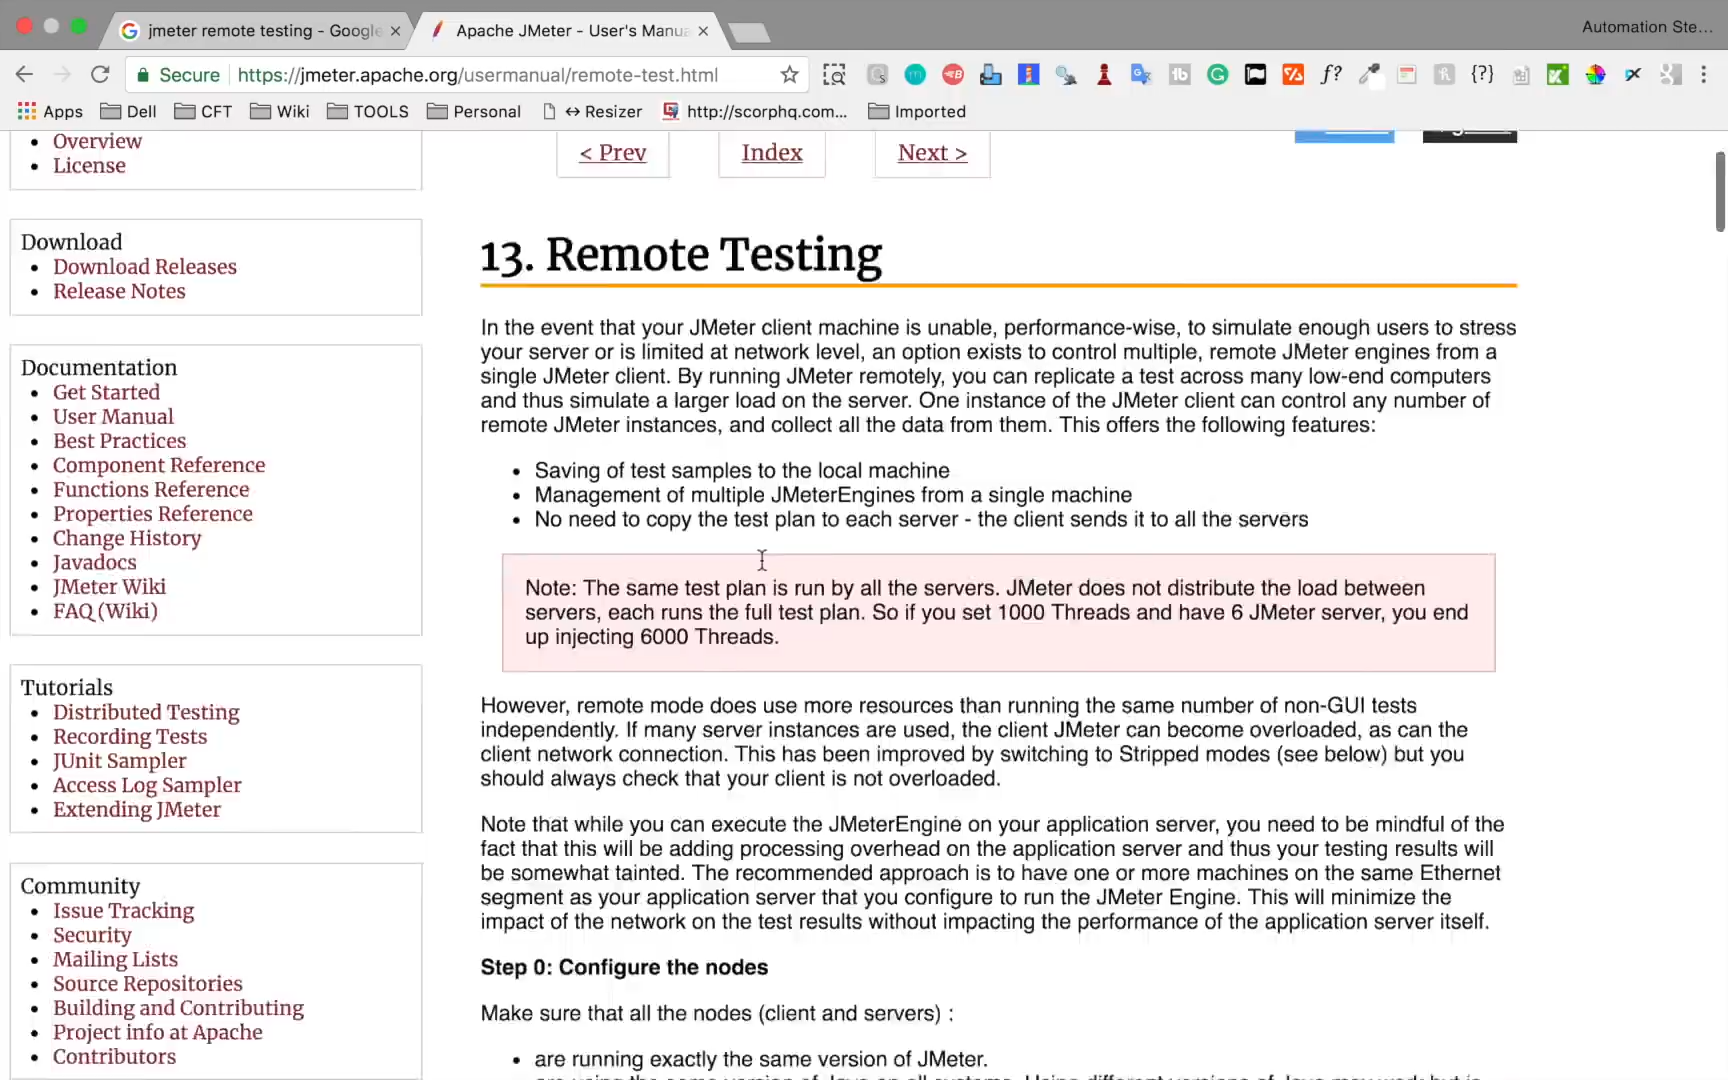 jmeter remote testing - Google
Apache JMeter - User's Manua
Automation Ste...
Secure
https://jmeter.apache.org/usermanual/remote-test.html
Apps
Dell
CFT
Wiki
TOOLS
Personal
↔ Resizer
http://scorphq.com...
Imported
Overview
License
Download
Download Releases
Release Notes
Documentation
Get Started
User Manual
Best Practices
Component Reference
Functions Reference
Properties Reference
Change History
Javadocs
JMeter Wiki
FAQ (Wiki)
Tutorials
Distributed Testing
Recording Tests
JUnit Sampler
Access Log Sampler
Extending JMeter
Community
Issue Tracking
Security
Mailing Lists
Source Repositories
Building and Contributing
Project info at Apache
Contributors
< Prev
Index
Next >
13. Remote Testing
In the event that your JMeter client machine is unable, performance-wise, to simulate enough users to stress
your server or is limited at network level, an option exists to control multiple, remote JMeter engines from a
single JMeter client. By running JMeter remotely, you can replicate a test across many low-end computers
and thus simulate a larger load on the server. One instance of the JMeter client can control any number of
remote JMeter instances, and collect all the data from them. This offers the following features:
• Saving of test samples to the local machine
• Management of multiple JMeterEngines from a single machine
• No need to copy the test plan to each server - the client sends it to all the servers
Note: The same test plan is run by all the servers. JMeter does not distribute the load between
servers, each runs the full test plan. So if you set 1000 Threads and have 6 JMeter server, you end
up injecting 6000 Threads.
However, remote mode does use more resources than running the same number of non-GUI tests
independently. If many server instances are used, the client JMeter can become overloaded, as can the
client network connection. This has been improved by switching to Stripped modes (see below) but you
should always check that your client is not overloaded.
Note that while you can execute the JMeterEngine on your application server, you need to be mindful of the
fact that this will be adding processing overhead on the application server and thus your testing results will
be somewhat tainted. The recommended approach is to have one or more machines on the same Ethernet
segment as your application server that you configure to run the JMeter Engine. This will minimize the
impact of the network on the test results without impacting the performance of the application server itself.
Step 0: Configure the nodes
Make sure that all the nodes (client and servers) :
• are running exactly the same version of JMeter.